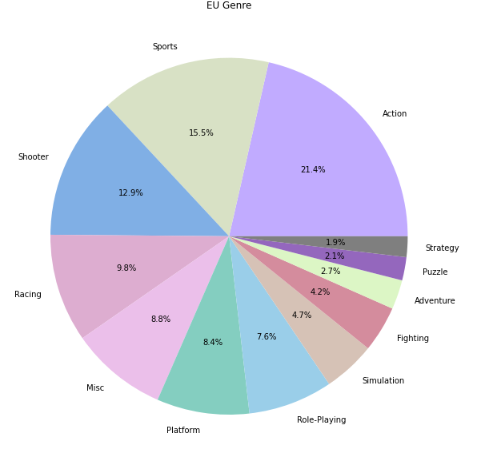 EU Genre
Action
21.4%
Sports
15.5%
Shooter
12.9%
Racing
9.8%
Misc
8.8%
Platform
8.4%
Role-Playing
7.6%
Simulation
4.7%
Fighting
4.2%
Adventure
2.7%
Puzzle
2.1%
Strategy
1.9%